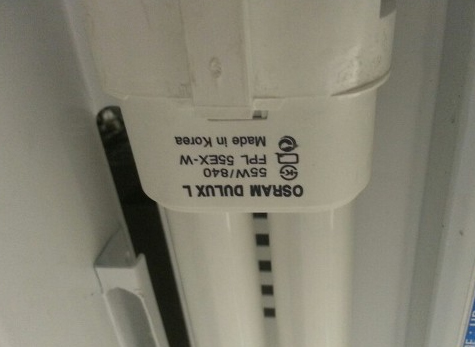 OSRAM DULUX L
55W/840
FPL 55EX-W
Made in Korea